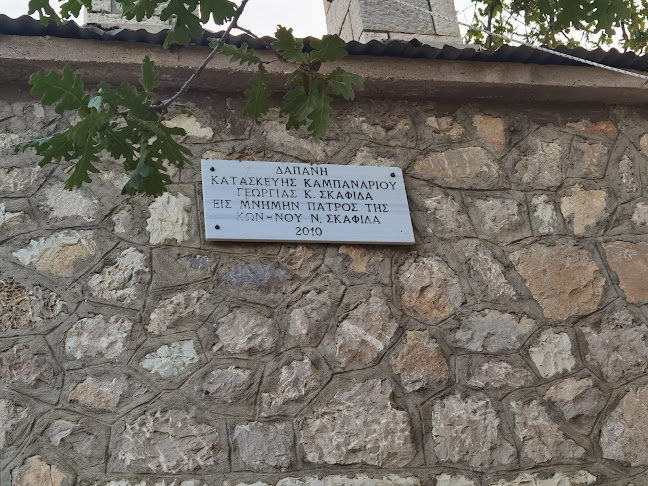 ΔΑΠΑΝΗ
ΚΑΤΑΣΚΕΥΗΣ ΚΑΜΠΑΝΑΡΙΟΥ
ΓΕΩΡΓΙΑΣ Κ. ΣΚΑΦΙΔΑ
ΕΙΣ ΜΝΗΜΗΝ ΠΑΤΡΟΣ ΤΗΣ
ΚΩΝ=ΝΟΥ Ν. ΣΚΑΦΙΔΑ
2010